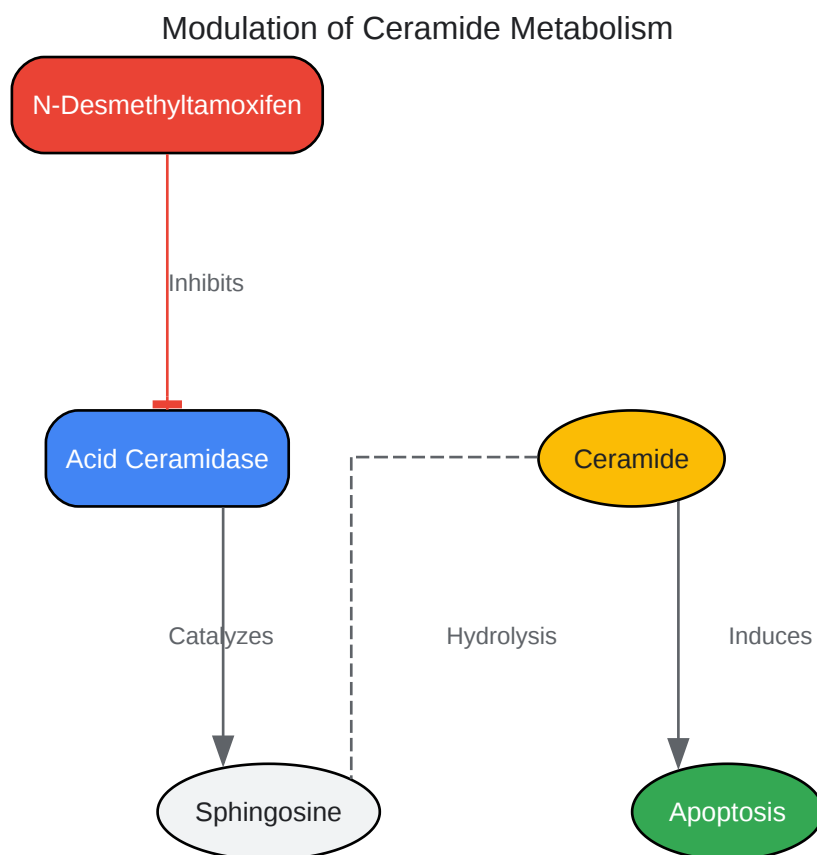 Modulation of Ceramide Metabolism
N-Desmethyltamoxifen
Inhibits
Acid Ceramidase
Ceramide
Catalyzes
Hydrolysis
Induces
Sphingosine
Apoptosis